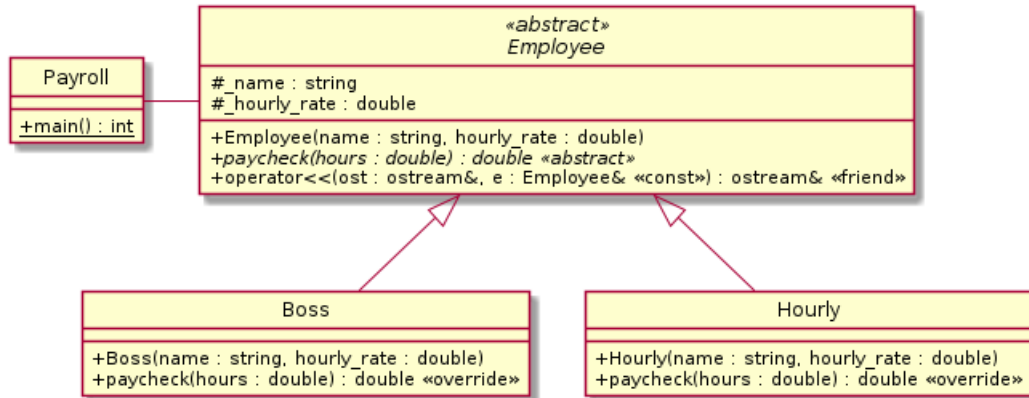 «abstract»
Employee
#_name : string
#_hourly_rate : double
+Employee(name : string, hourly_rate : double)
+paycheck(hours : double) : double «abstract»
+operator<<(ost : ostream&, e : Employee& «const») : ostream& «friend»
Payroll
+main() : int
Boss
+Boss(name : string, hourly_rate : double)
+paycheck(hours : double) : double «override»
Hourly
+Hourly(name : string, hourly_rate : double)
+paycheck(hours : double) : double «override»